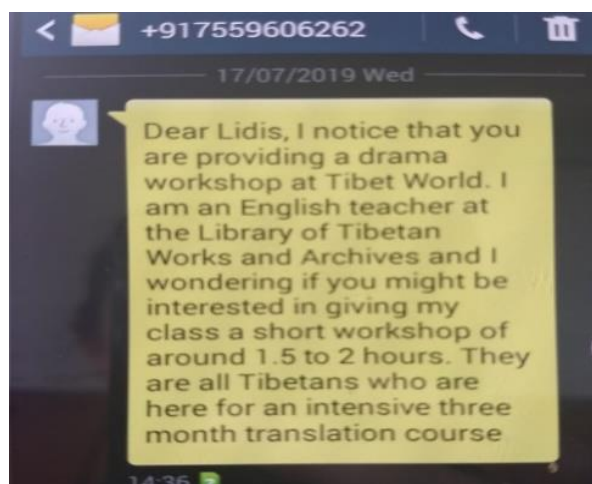 +917559606262
17/07/2019 Wed
Dear Lidis, I notice that you
are providing a drama
workshop at Tibet World. I
am an English teacher at
the Library of Tibetan
Works and Archives and I
wondering if you might be
interested in giving my
class a short workshop of
around 1.5 to 2 hours. They
are all Tibetans who are
here for an intensive three
month translation course
14:36